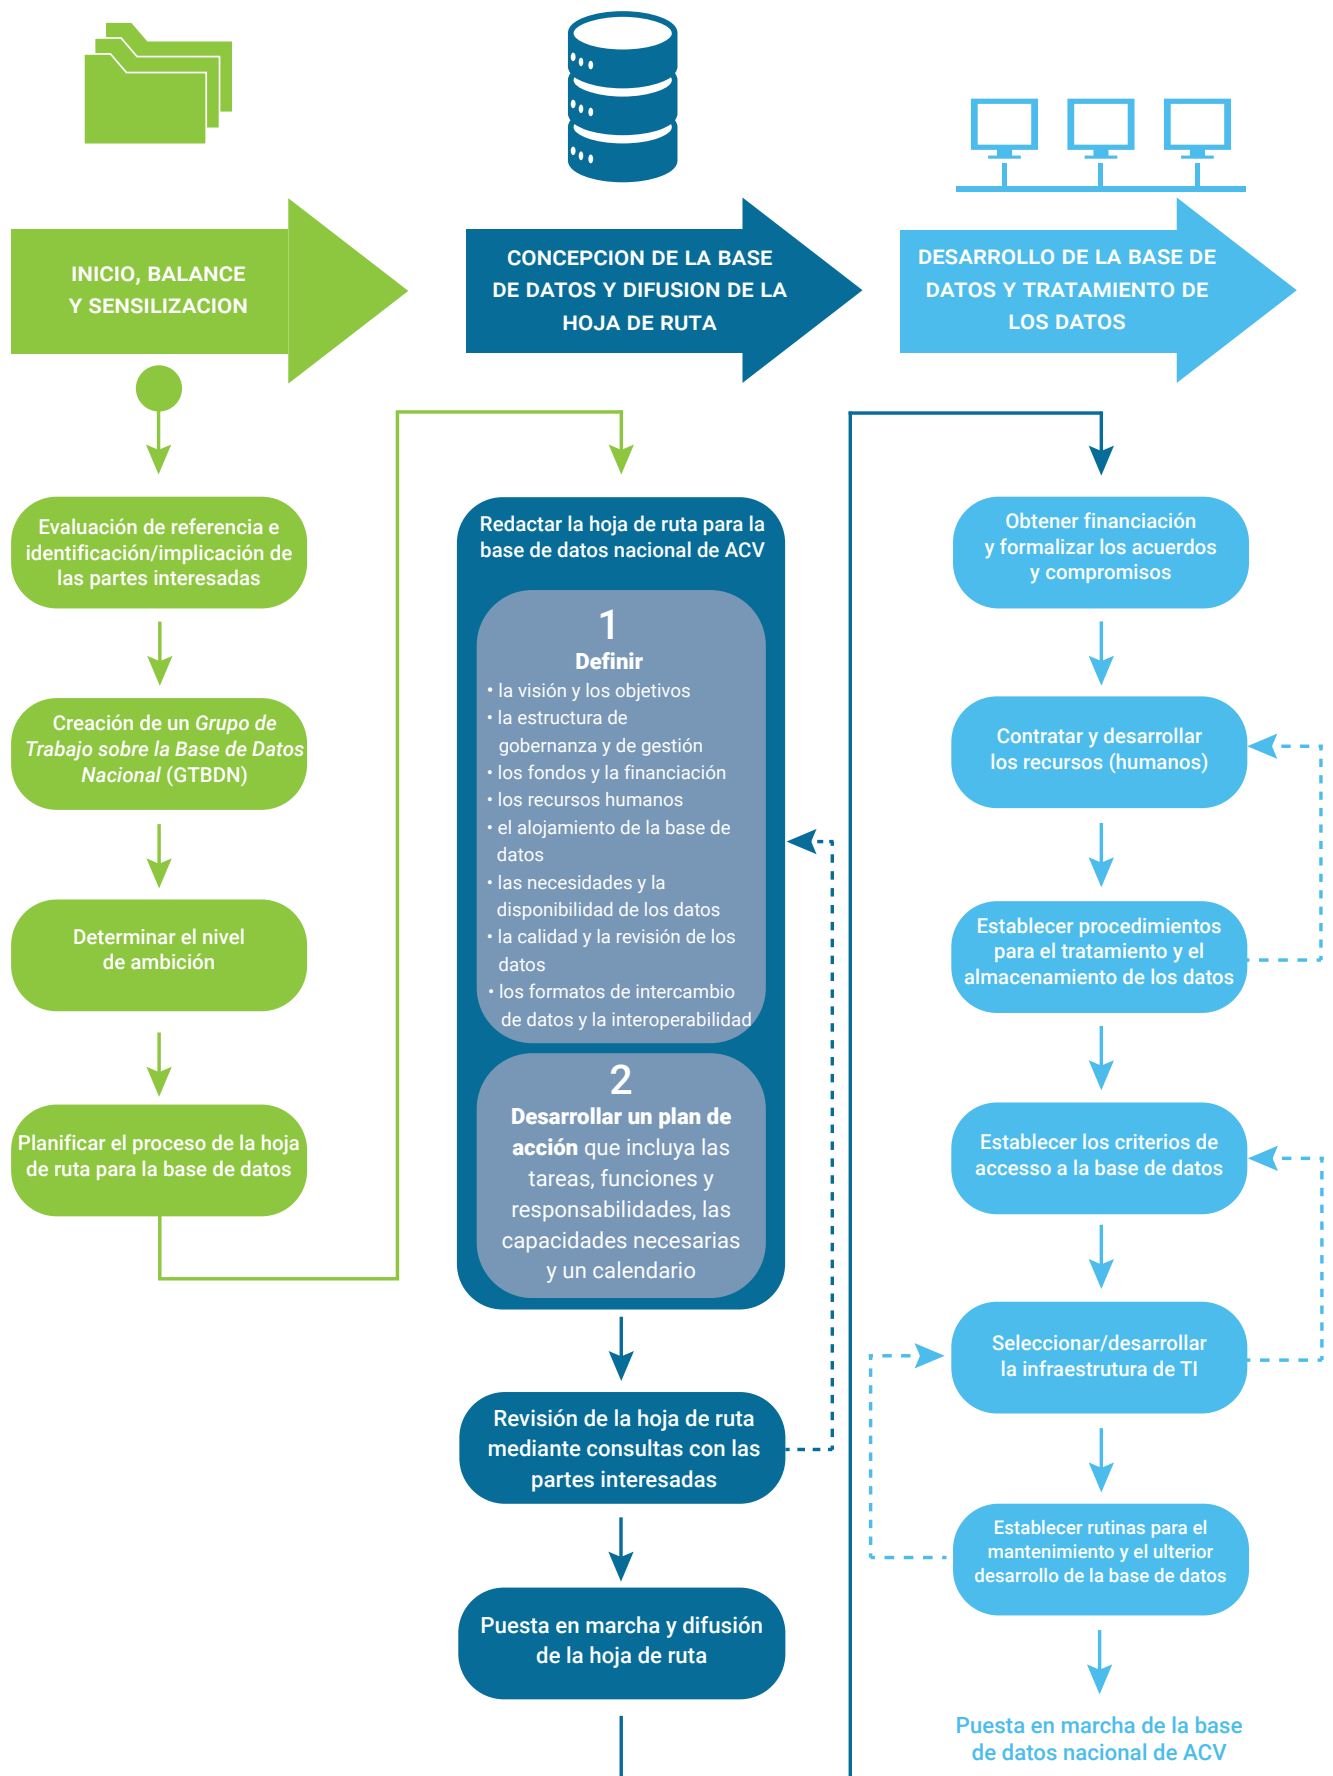 INICIO, BALANCE
Y SENSILIZACION
Evaluación de referencia e
identificación/implicación de
las partes interesadas
Creación de un Grupo de
Trabajo sobre la Base de Datos
Nacional (GTBDN)
Determinar el nivel
de ambición
Planificar el proceso de la hoja
de ruta para la base de datos
CONCEPCION DE LA BASE
DE DATOS Y DIFUSION DE LA
HOJA DE RUTA
Redactar la hoja de ruta para la
base de datos nacional de ACV
1
Definir
• la visión y los objetivos
• la estructura de
gobernanza y de gestión
• los fondos y la financiación
• los recursos humanos
• el alojamiento de la base de
datos
• las necesidades y la
disponibilidad de los datos
• la calidad y la revisión de los
datos
• los formatos de intercambio
de datos y la interoperabilidad
2
Desarrollar un plan de
acción que incluya las
tareas, funciones y
responsabilidades, las
capacidades necesarias
y un calendario
Revisión de la hoja de ruta
mediante consultas con las
partes interesadas
Puesta en marcha y difusión
de la hoja de ruta
DESARROLLO DE LA BASE DE
DATOS Y TRATAMIENTO DE
LOS DATOS
Obtener financiación
y formalizar los acuerdos
y compromisos
Contratar y desarrollar
los recursos (humanos)
Establecer procedimientos
para el tratamiento y el
almacenamiento de los datos
Establecer los criterios de
accesso a la base de datos
Seleccionar/desarrollar
la infraestrutura de TI
Establecer rutinas para el
mantenimiento y el ulterior
desarrollo de la base de datos
Puesta en marcha de la base
de datos nacional de ACV